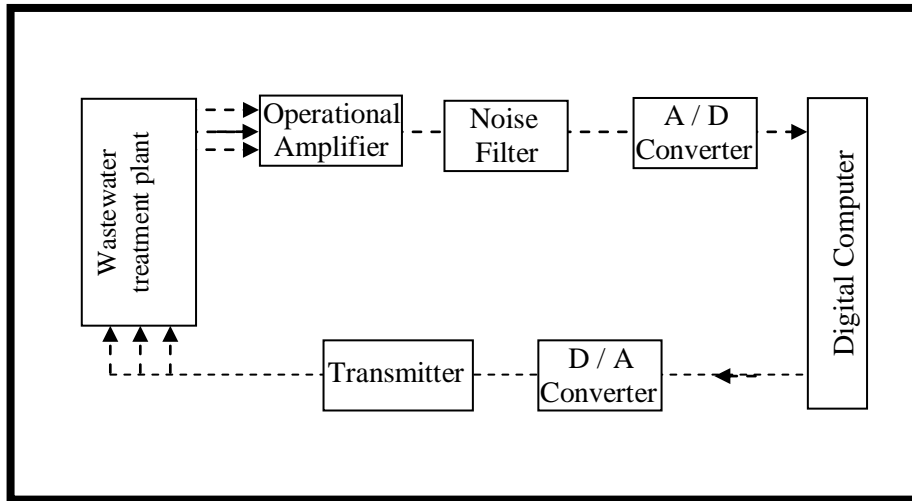 Wastewater
treatment plant
Operational
Amplifier
Noise
Filter
A / D
Converter
Digital Computer
Transmitter
D / A
Converter